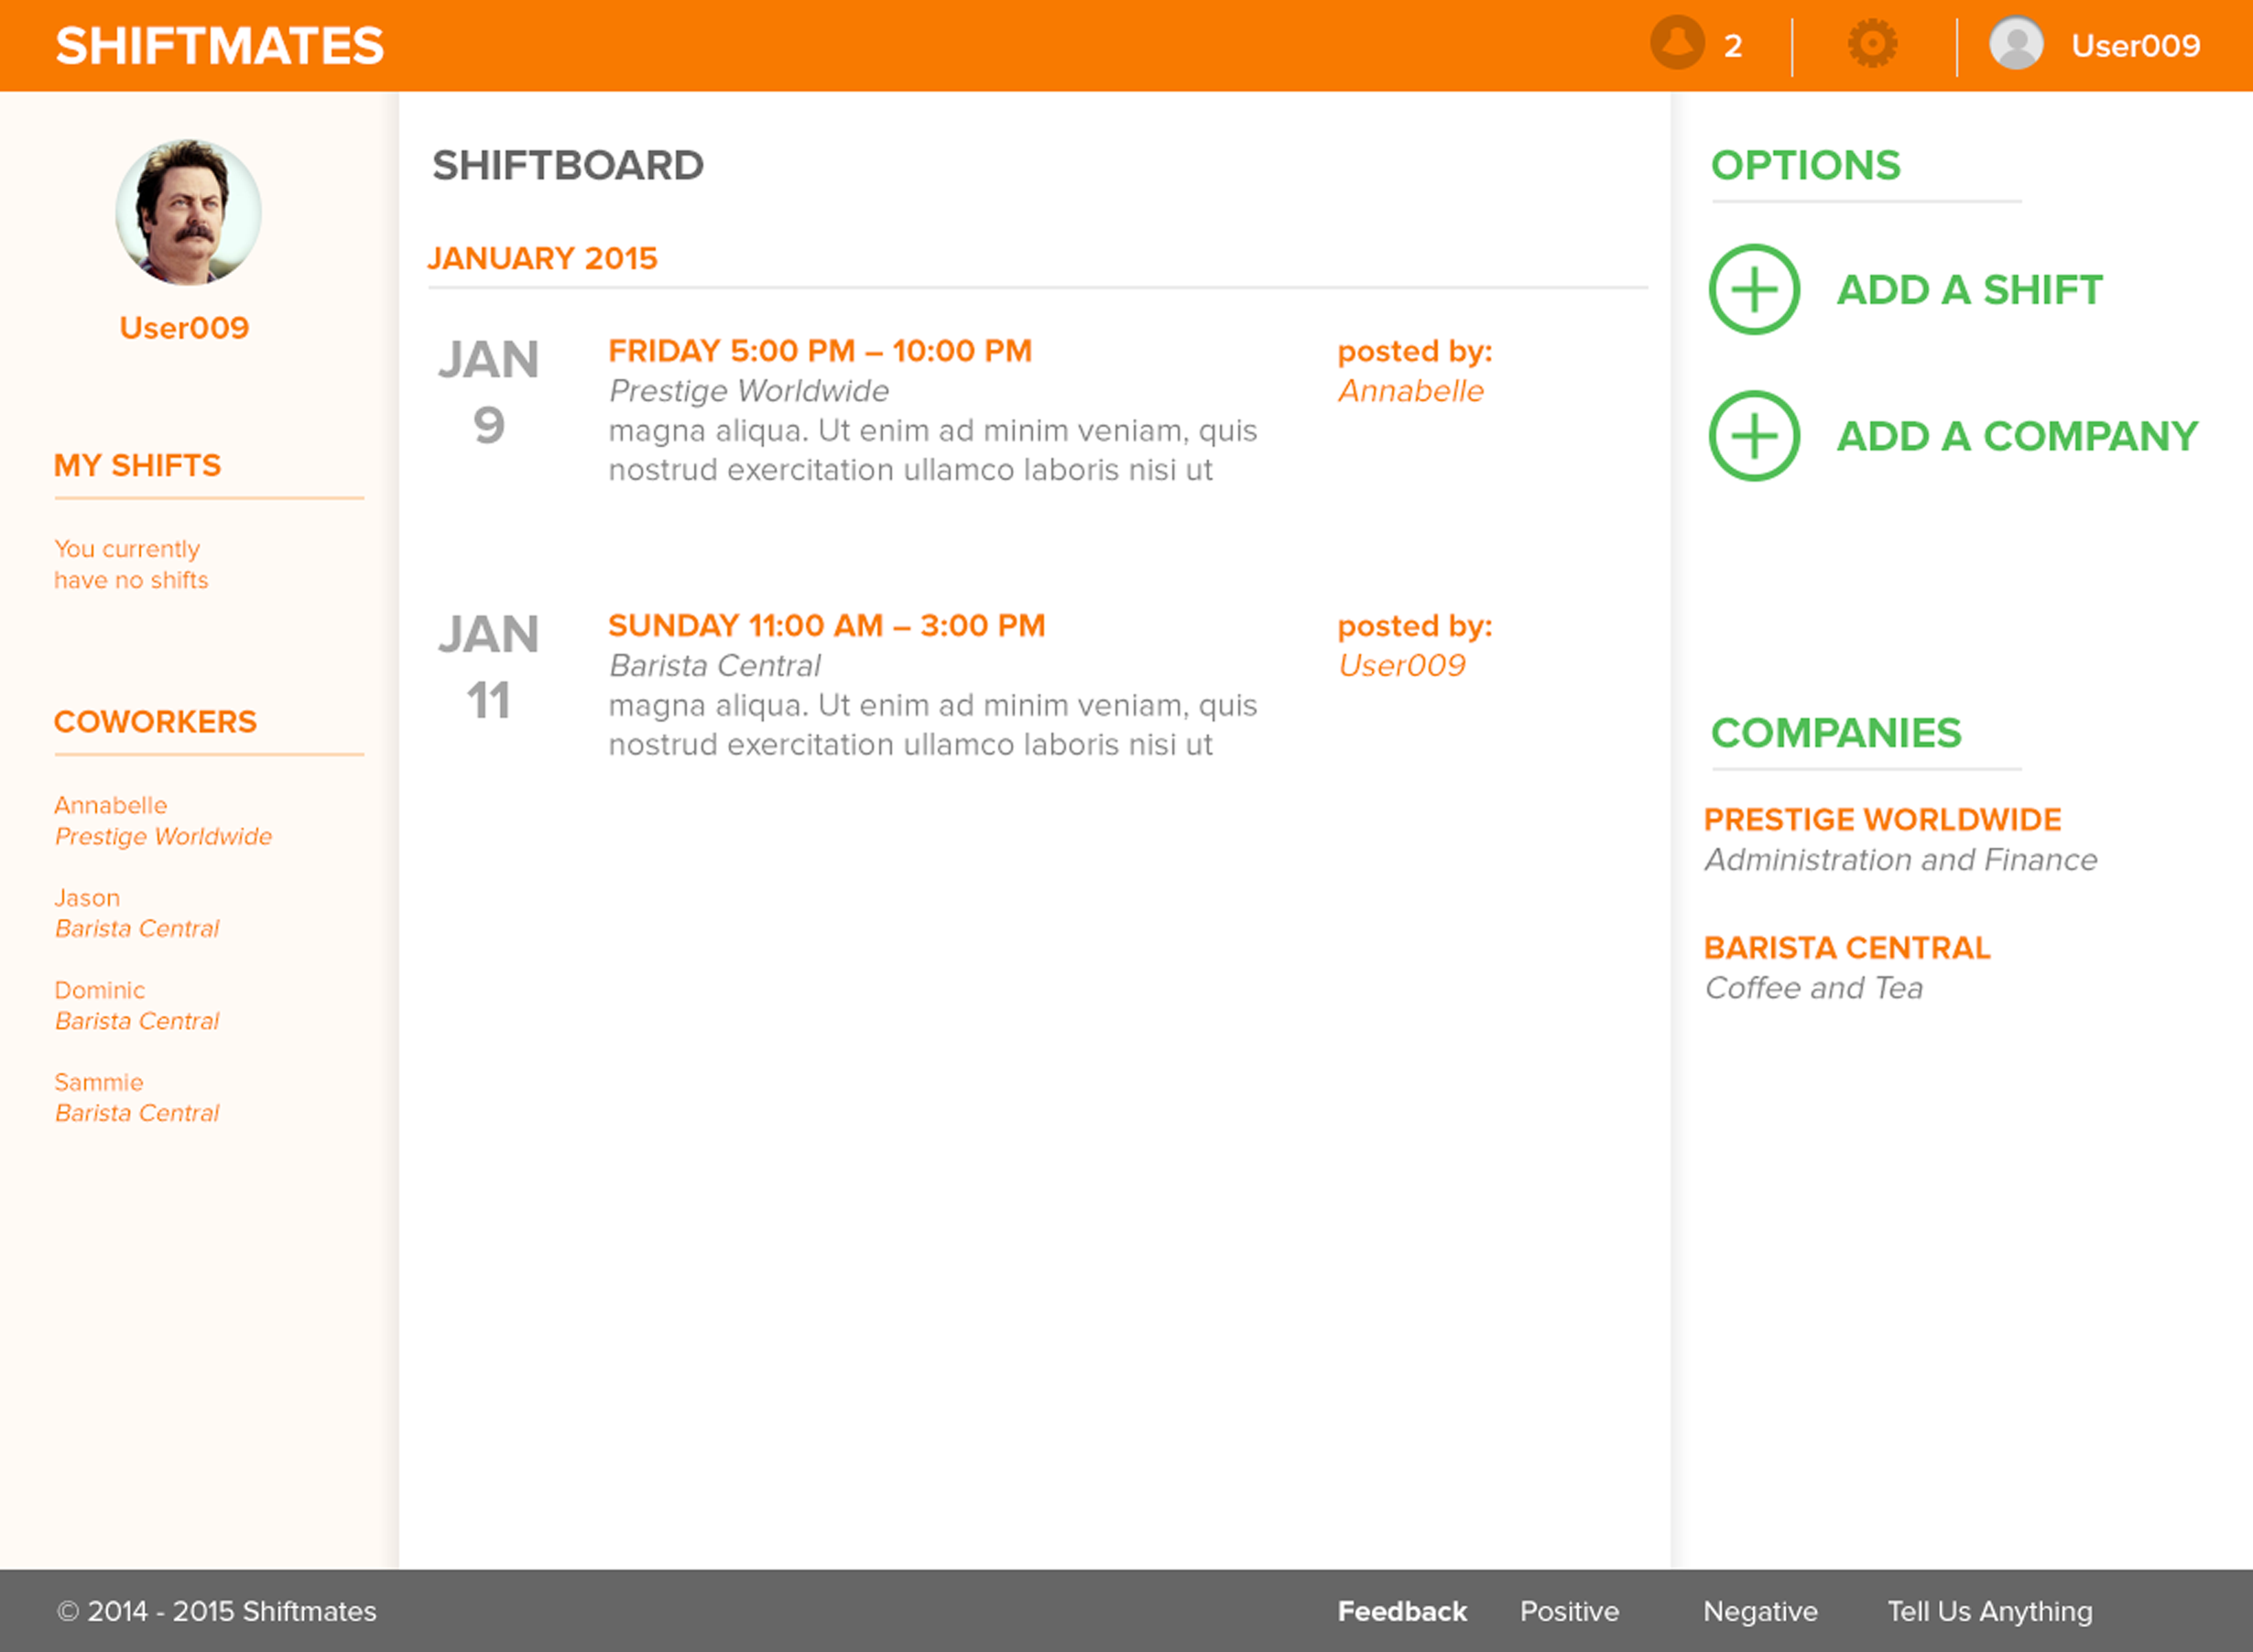 SHIFTMATES
2
User009
User009
MY SHIFTS
You currently
have no shifts
COWORKERS
Annabelle
Prestige Worldwide
Jason
Barista Central
Dominic
Barista Central
Sammie
Barista Central
SHIFTBOARD
JANUARY 2015
JAN
9
FRIDAY 5:00 PM – 10:00 PM
Prestige Worldwide
magna aliqua. Ut enim ad minim veniam, quis
nostrud exercitation ullamco laboris nisi ut
posted by:
Annabelle
JAN
11
SUNDAY 11:00 AM – 3:00 PM
Barista Central
magna aliqua. Ut enim ad minim veniam, quis
nostrud exercitation ullamco laboris nisi ut
posted by:
User009
OPTIONS
ADD A SHIFT
ADD A COMPANY
COMPANIES
PRESTIGE WORLDWIDE
Administration and Finance
BARISTA CENTRAL
Coffee and Tea
© 2014 - 2015 Shiftmates
Feedback
Positive
Negative
Tell Us Anything